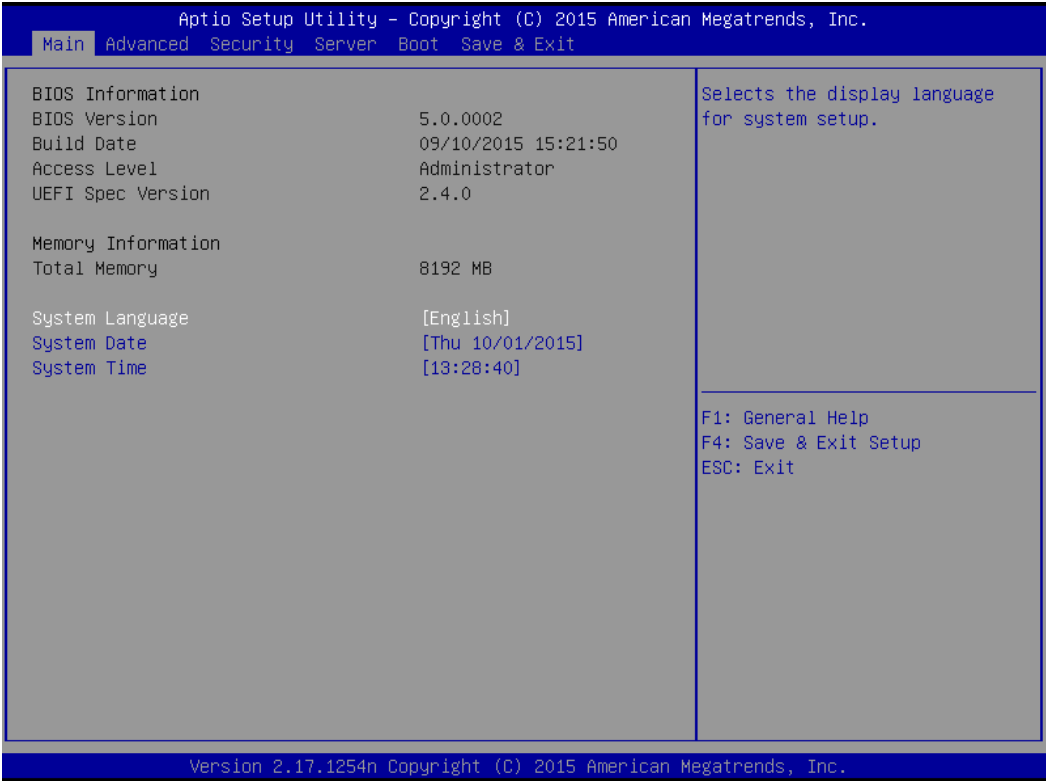 Aptio Setup Utility – Copyright (C) 2015 American Megatrends, Inc.
Main Advanced Security Server Boot Save & Exit
BIOS Information
BIOS Version 5.0.0002
Build Date 09/10/2015 15:21:50
Access Level Administrator
UEFI Spec Version 2.4.0
Memory Information
Total Memory 8192 MB
System Language [English]
System Date [Thu 10/01/2015]
System Time [13:28:40]
Selects the display language
for system setup.
F1: General Help
F4: Save & Exit Setup
ESC: Exit
Version 2.17.1254n Copyright (C) 2015 American Megatrends, Inc.